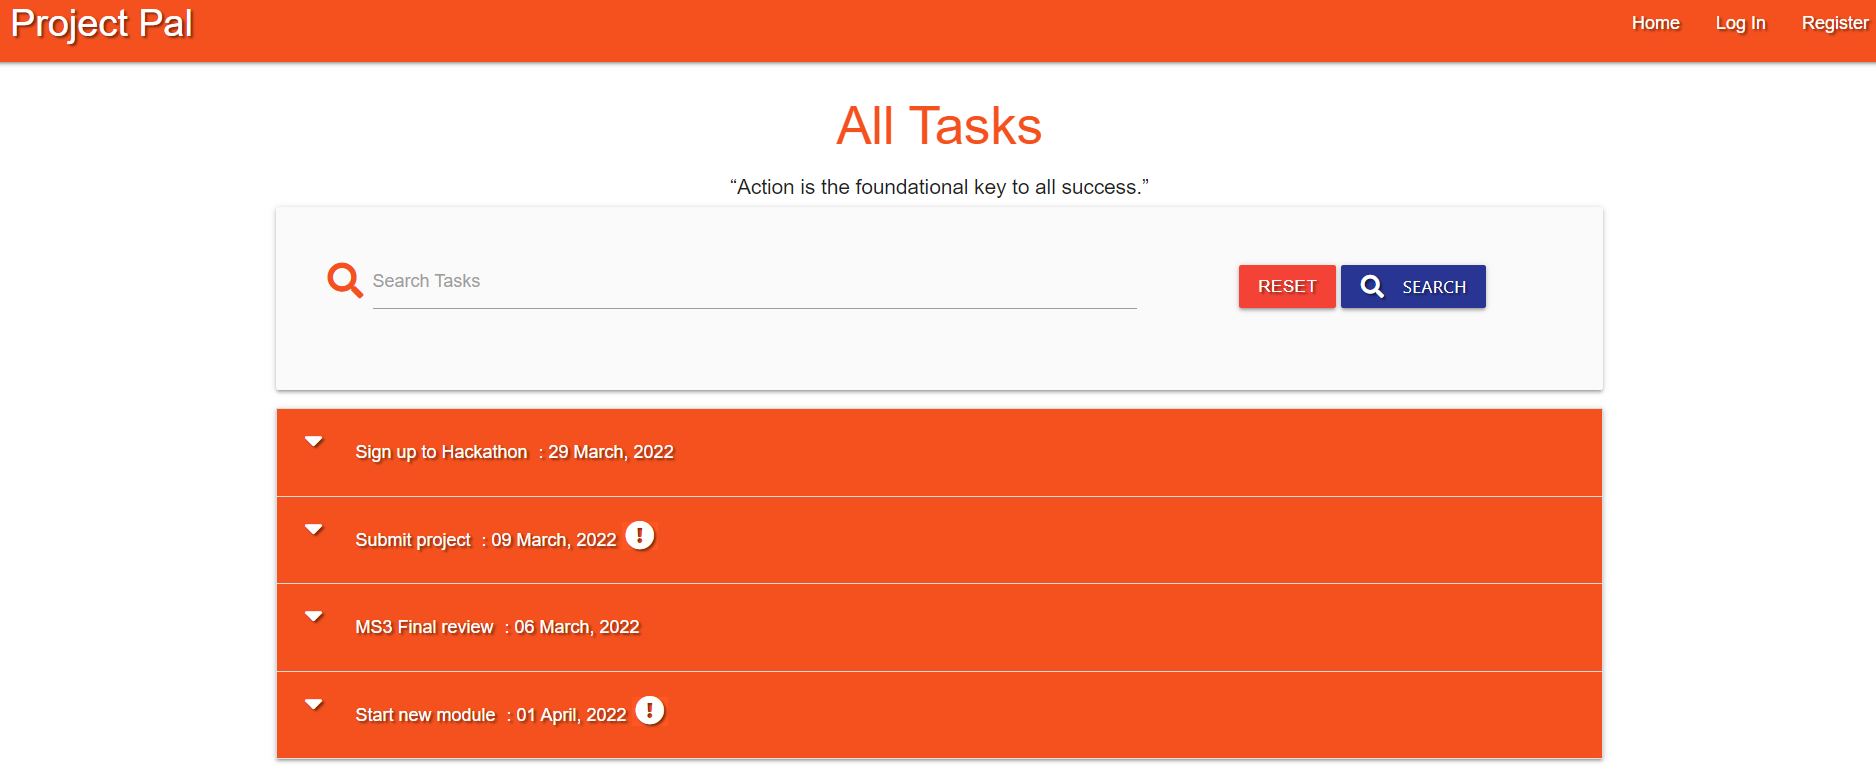 Project Pal
Home Log In Register
All Tasks
“Action is the foundational key to all success.”
Search Tasks
RESET SEARCH
Sign up to Hackathon : 29 March, 2022
Submit project : 09 March, 2022
MS3 Final review : 06 March, 2022
Start new module : 01 April, 2022